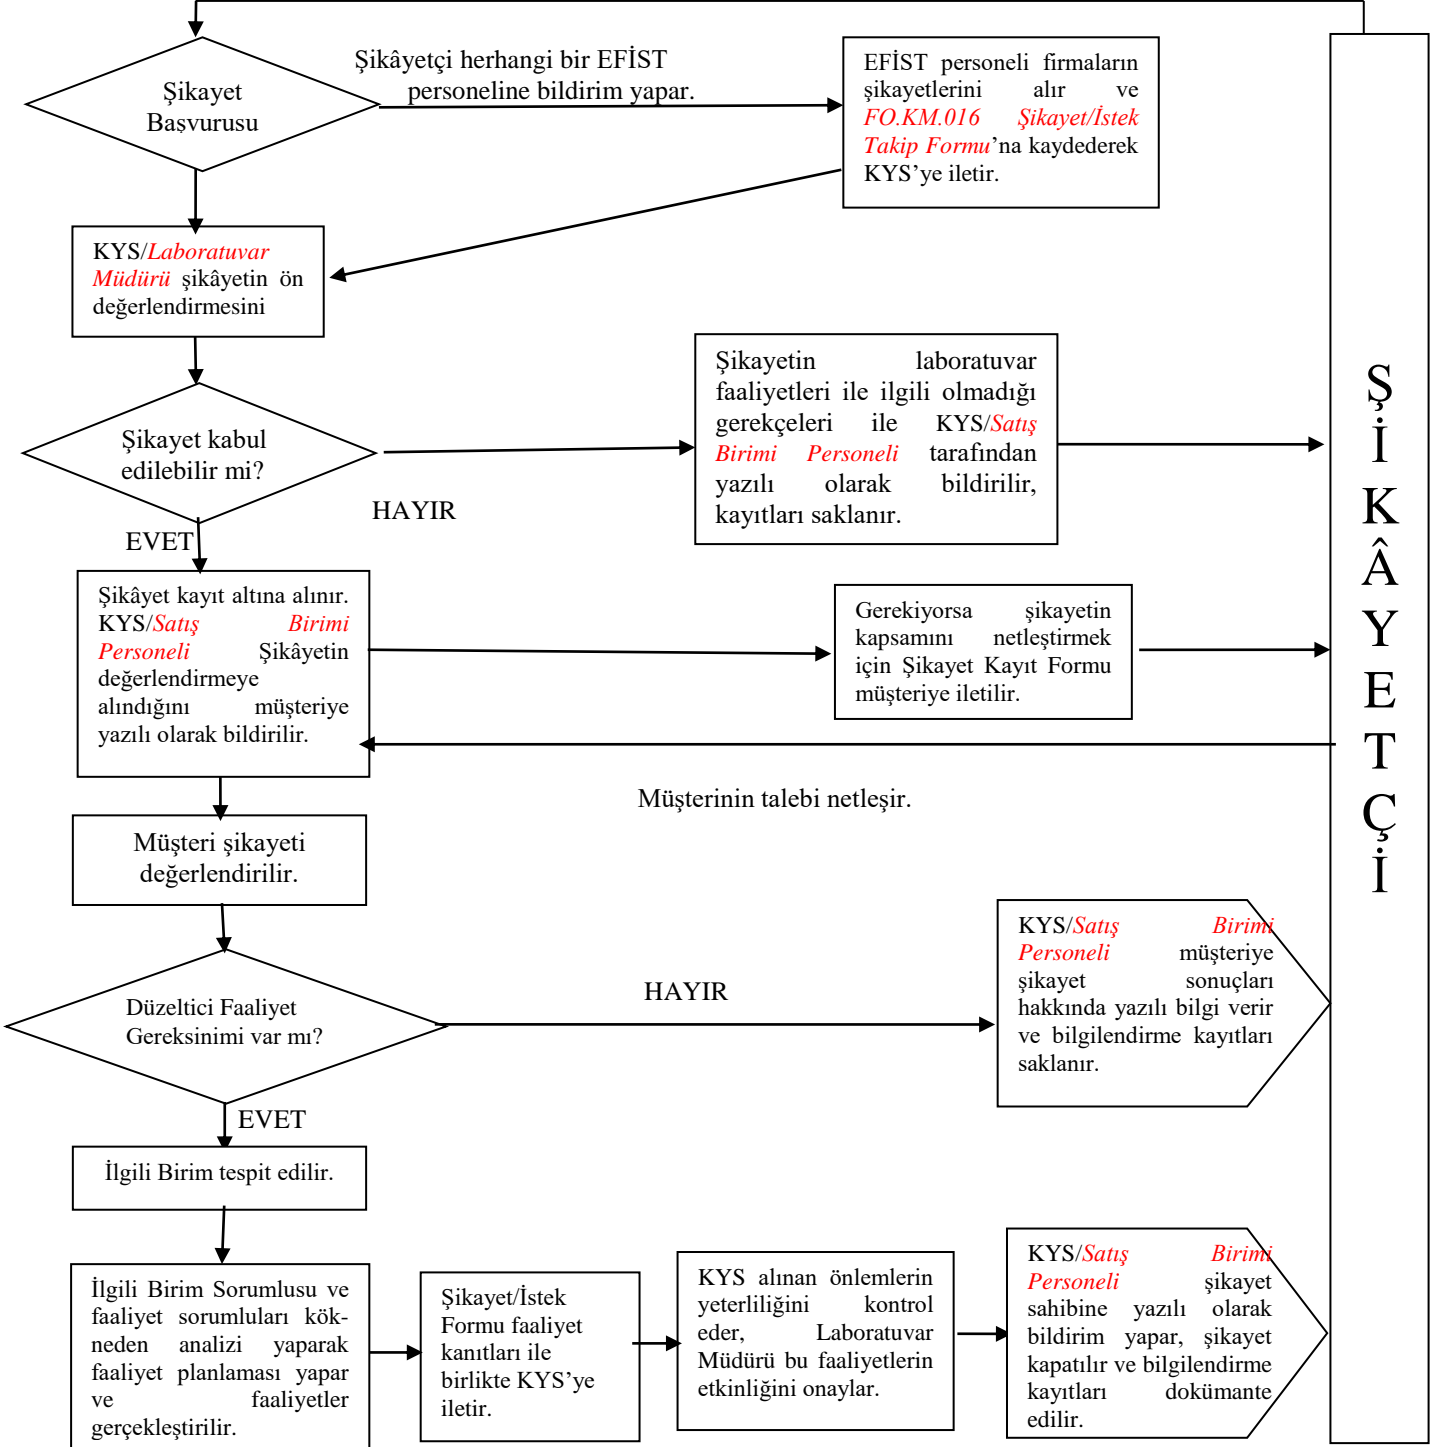 Şikayet
Başvurusu
Şikâyetçi herhangi bir EFİST
personeline bildirim yapar.
EFİST personeli firmaların
şikayetlerini alır ve
FO.KM.016 Şikayet/İstek
Takip Formu’na kaydederek
KYS’ye iletir.
KYS/Laboratuvar
Müdürü şikâyetin ön
değerlendirmesini
Şikayet kabul
edilebilir mi?
HAYIR
EVET
Şikayetin laboratuvar
faaliyetleri ile ilgili olmadığı
gerekçeleri ile KYS/Satış
Birimi Personeli tarafından
yazılı olarak bildirilir,
kayıtları saklanır.
Şikâyet kayıt altına alınır.
KYS/Satış Birimi
Personeli Şikâyetin
değerlendirmeye
alındığını müşteriye
yazılı olarak bildirilir.
Gerekiyorsa şikayetin
kapsamını netleştirmek
için Şikayet Kayıt Formu
müşteriye iletilir.
Müşterinin talebi netleşir.
Müşteri şikayeti
değerlendirilir.
Düzeltici Faaliyet
Gereksinimi var mı?
HAYIR
KYS/Satış Birimi
Personeli müşteriye
şikayet sonuçları
hakkında yazılı bilgi verir
ve bilgilendirme kayıtları
saklanır.
EVET
İlgili Birim tespit edilir.
İlgili Birim Sorumlusu ve
faaliyet sorumluları kök-
neden analizi yaparak
faaliyet planlaması yapar
ve faaliyetler
gerçekleştirilir.
Şikayet/İstek
Formu faaliyet
kanıtları ile
birlikte KYS’ye
iletir.
KYS alınan önlemlerin
yeterliliğini kontrol
eder, Laboratuvar
Müdürü bu faaliyetlerin
etkinliğini onaylar.
KYS/Satış Birimi
Personeli şikayet
sahibine yazılı olarak
bildirim yapar, şikayet
kapatılır ve bilgilendirme
kayıtları dokümante
edilir.
Ş
İ
K
Â
Y
E
T
Ç
İ